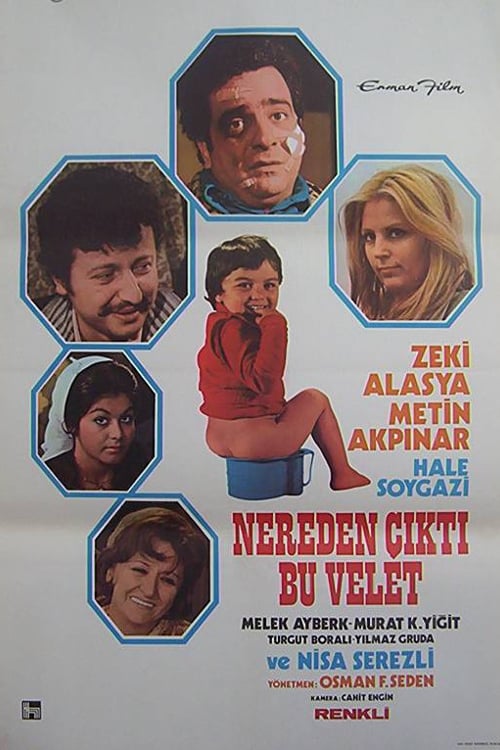 Erman Film
ZEKİ
ALASYA
METİN
AKPINAR
HALE
SOYGAZİ
NEREDEN ÇIKTI
BU VELET
MELEK AYBERK-MURAT K.YİĞİT
TURGUT BORALI-YILMAZ GRUDA
ve NİSA SEREZLİ
YÖNETMEN: OSMAN F. SEDEN
KAMERA: CAHİT ENGİN
RENKLİ